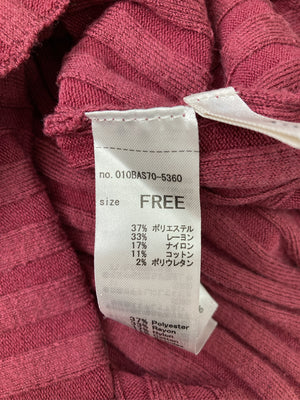 no. 010BAS70-5360
size FREE
37% ポリエステル
33% レーヨン
17% ナイロン
11% コットン
2% ポリウレタン
37% Polyester
Rayon